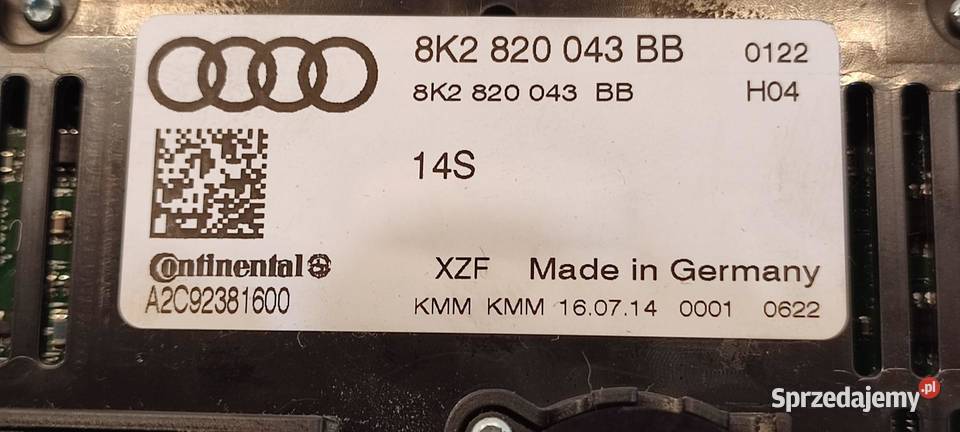 8K2 820 043 BB 0122
8K2 820 043 BB H04
14S
Continental XZF Made in Germany
A2C92381600 KMM KMM 16.07.14 0001 0622
Sprzedajemy.pl